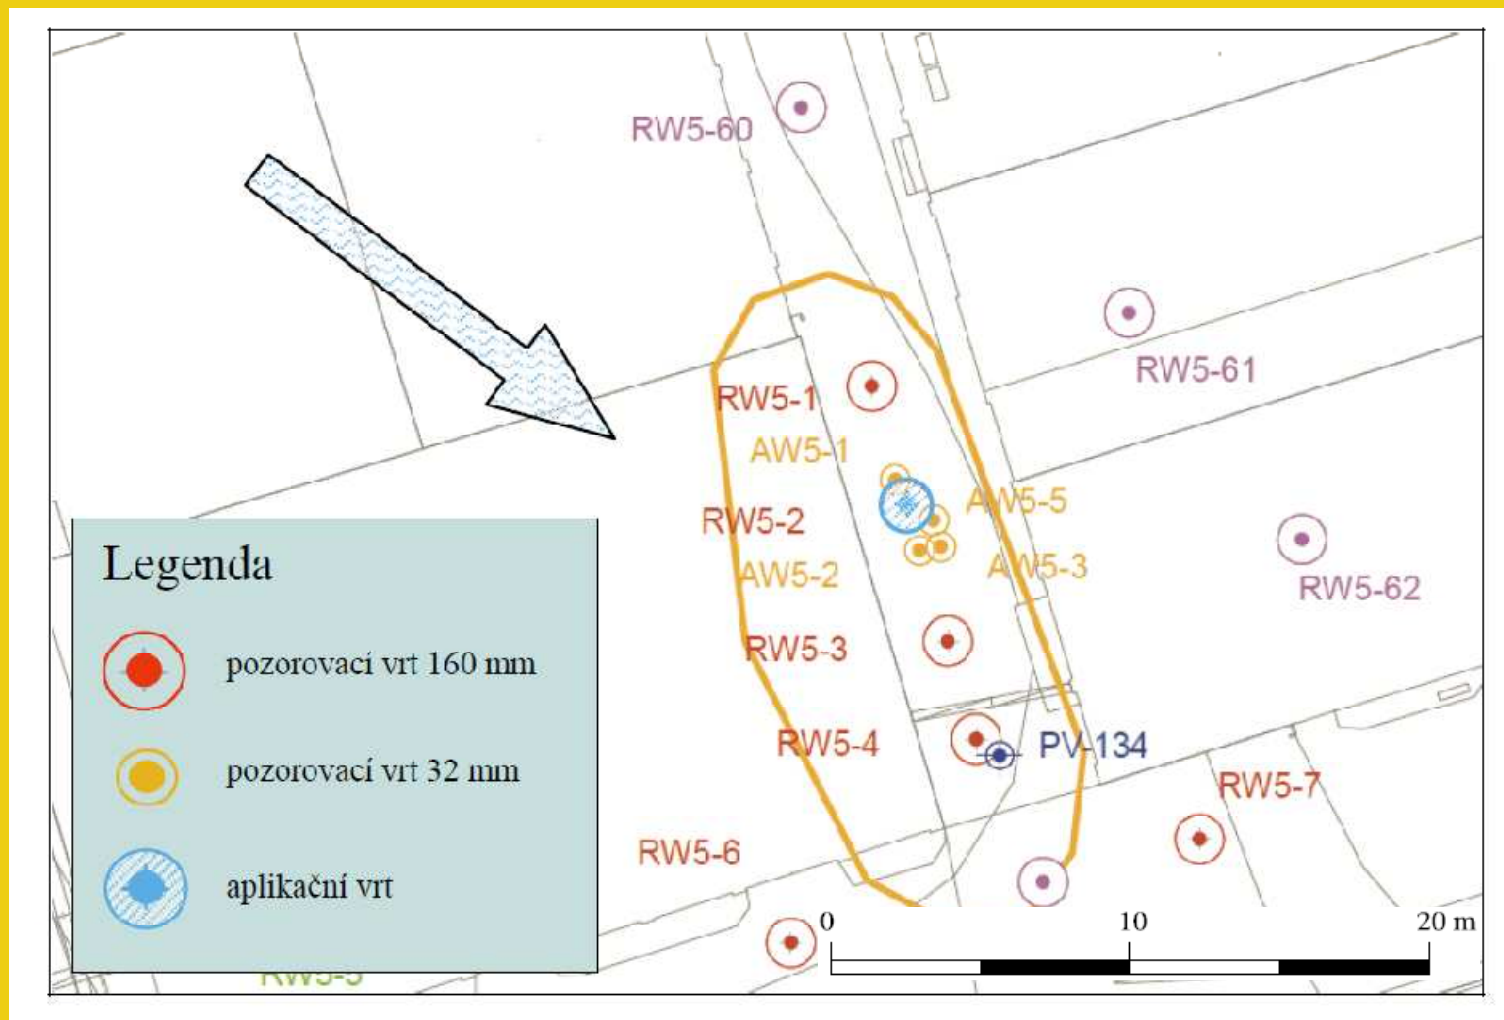 RW5-60
RW5-61
RW5-1
AW5-1
AW5-5
RW5-2
AW5-3
AW5-2
RW5-62
RW5-3
RW5-4
PV-134
RW5-7
RW5-6
Legenda
pozorovací vrt 160 mm
pozorovací vrt 32 mm
aplikační vrt
RW5-5
0 10 20 m